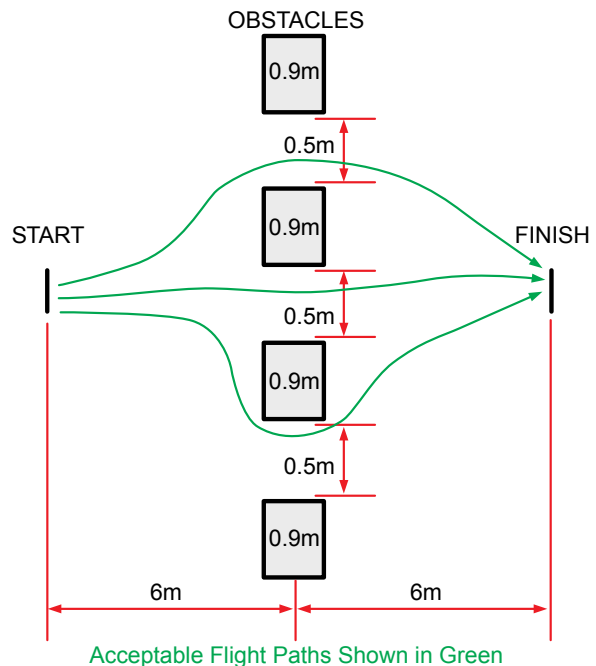 OBSTACLES
0.9m
0.5m
0.9m
START
FINISH
0.5m
0.9m
0.5m
0.9m
6m
6m
Acceptable Flight Paths Shown in Green